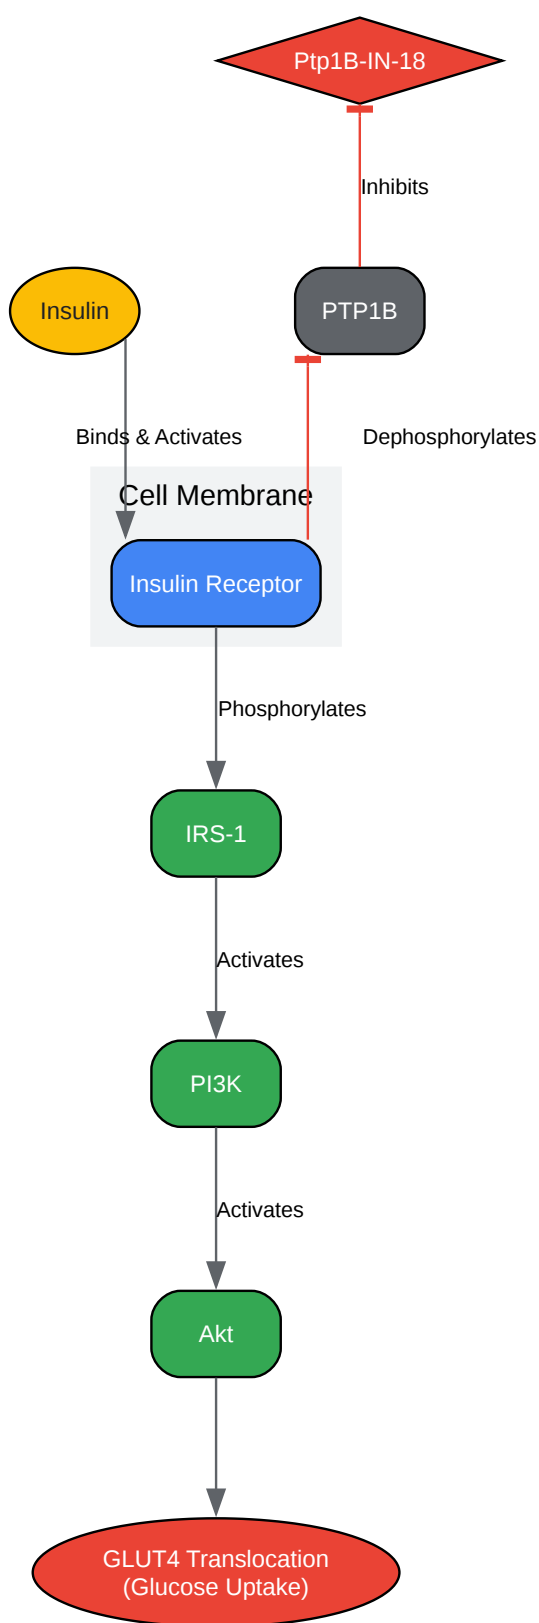 Ptp1B-IN-18
Inhibits
Insulin
PTP1B
Binds & Activates
Dephosphorylates
Cell Membrane
Insulin Receptor
Phosphorylates
IRS-1
Activates
PI3K
Activates
Akt
GLUT4 Translocation
(Glucose Uptake)